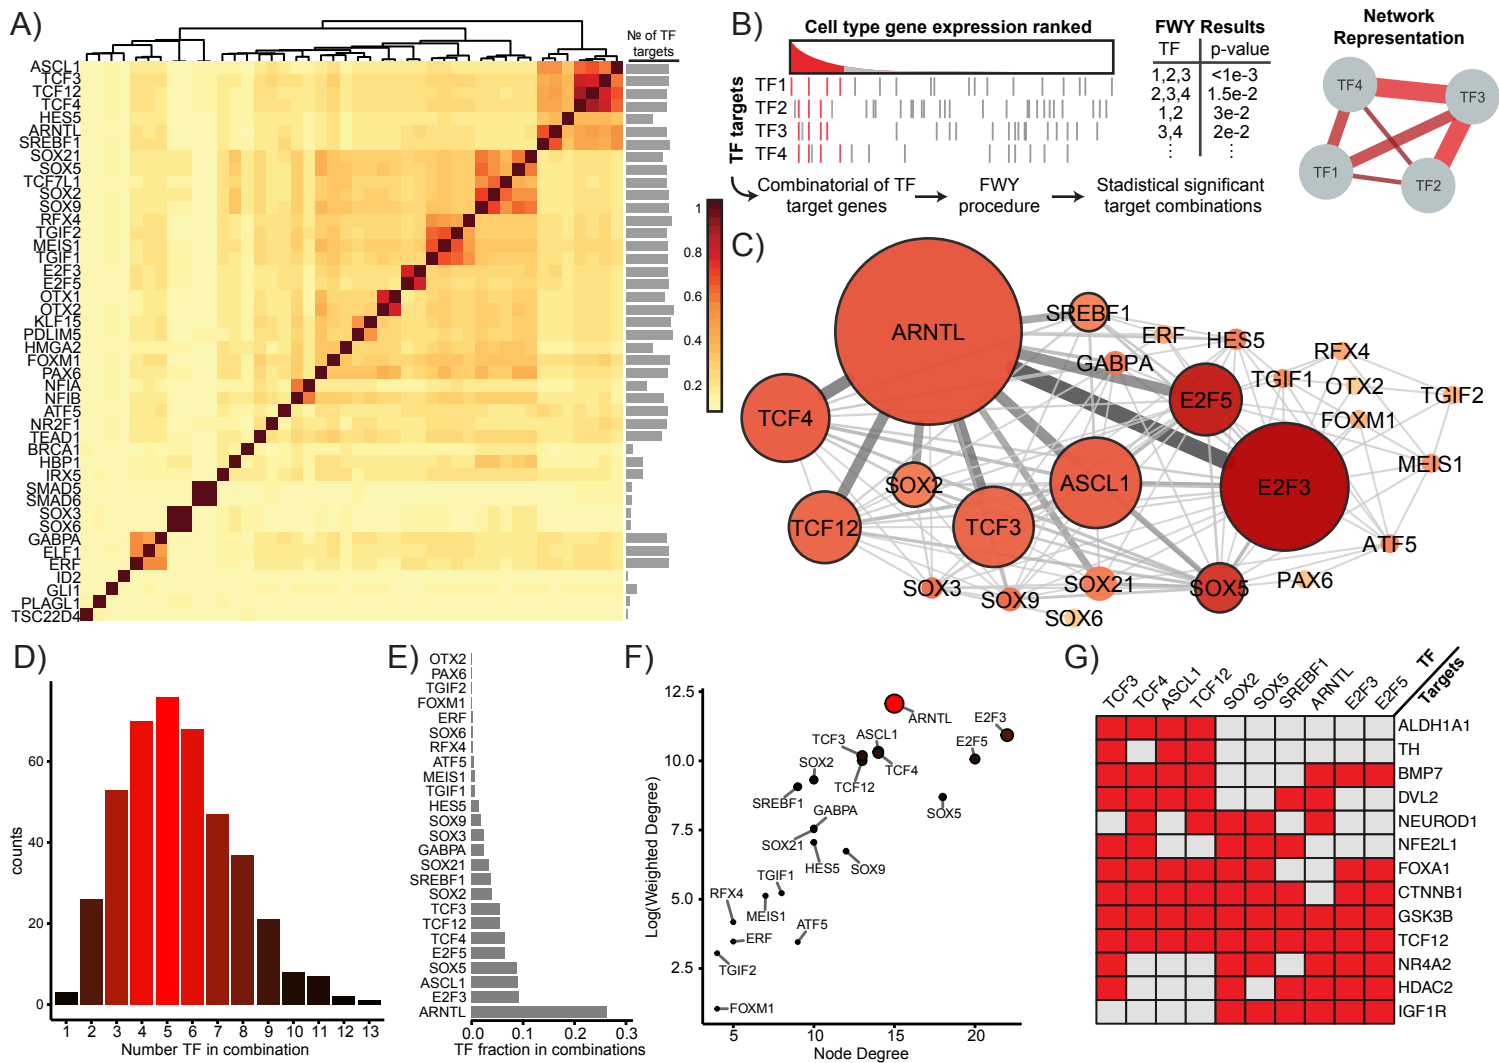 A)
№ of TF
targets
ASCL1
TCF3
TCF12
TCF4
HES5
ARNTL
SREBF1
SOX21
SOX5
TCF7L1
SOX2
SOX9
RFX4
TGIF2
MEIS1
TGIF1
E2F3
E2F5
OTX1
OTX2
KLF15
PDLIM5
HMGA2
FOXM1
PAX6
NFIA
NFIB
ATF5
NR2F1
TEAD1
BRCA1
HBP1
IRX5
SMAD5
SMAD6
SOX3
SOX6
GABPA
ELF1
ERF
ID2
GLI1
PLAGL1
TSC22D4
1
0.8
0.6
0.4
0.2
B)
Cell type gene expression ranked
TF targets
TF1
TF2
TF3
TF4
Combinatorial of TF
target genes
FWY
procedure
Stadistical significant
target combinations
FWY Results
TF p-value
1,2,3 <1e-3
2,3,4 1.5e-2
1,2 3e-2
3,4 2e-2
⋮ ⋮
Network
Representation
TF4
TF3
TF1
TF2
C)
ARNTL
SREBF1
ERF
HES5
GABPA
RFX4
TGIF1
OTX2
TGIF2
E2F5
FOXM1
TCF4
MEIS1
SOX2
ASCL1
E2F3
TCF12
TCF3
ATF5
SOX3
SOX9
SOX21
SOX5
PAX6
SOX6
D)
counts
60
40
20
0
1 2 3 4 5 6 7 8 9 10 11 12 13
Number TF in combination
E)
OTX2
PAX6
TGIF2
FOXM1
ERF
SOX6
RFX4
ATF5
MEIS1
TGIF1
HES5
SOX9
SOX3
GABPA
SOX21
SREBF1
SOX2
TCF3
TCF12
TCF4
E2F5
SOX5
ASCL1
E2F3
ARNTL
0.0 0.1 0.2 0.3
TF fraction in combinations
F)
Log(Weighted Degree)
12.5
10.0
7.5
5.0
2.5
ARNTL
E2F3
ASCL1
TCF3
E2F5
TCF4
SOX2
TCF12
SREBF1
SOX5
GABPA
SOX21
HES5
SOX9
TGIF1
RFX4
MEIS1
ATF5
ERF
TGIF2
FOXM1
5 10 15 20
Node Degree
G)
TF
Targets
TCF3
TCF4
ASCL1
TCF12
SOX2
SOX5
SREBF1
ARNTL
E2F3
E2F5
ALDH1A1
TH
BMP7
DVL2
NEUROD1
NFE2L1
FOXA1
CTNNB1
GSK3B
TCF12
NR4A2
HDAC2
IGF1R